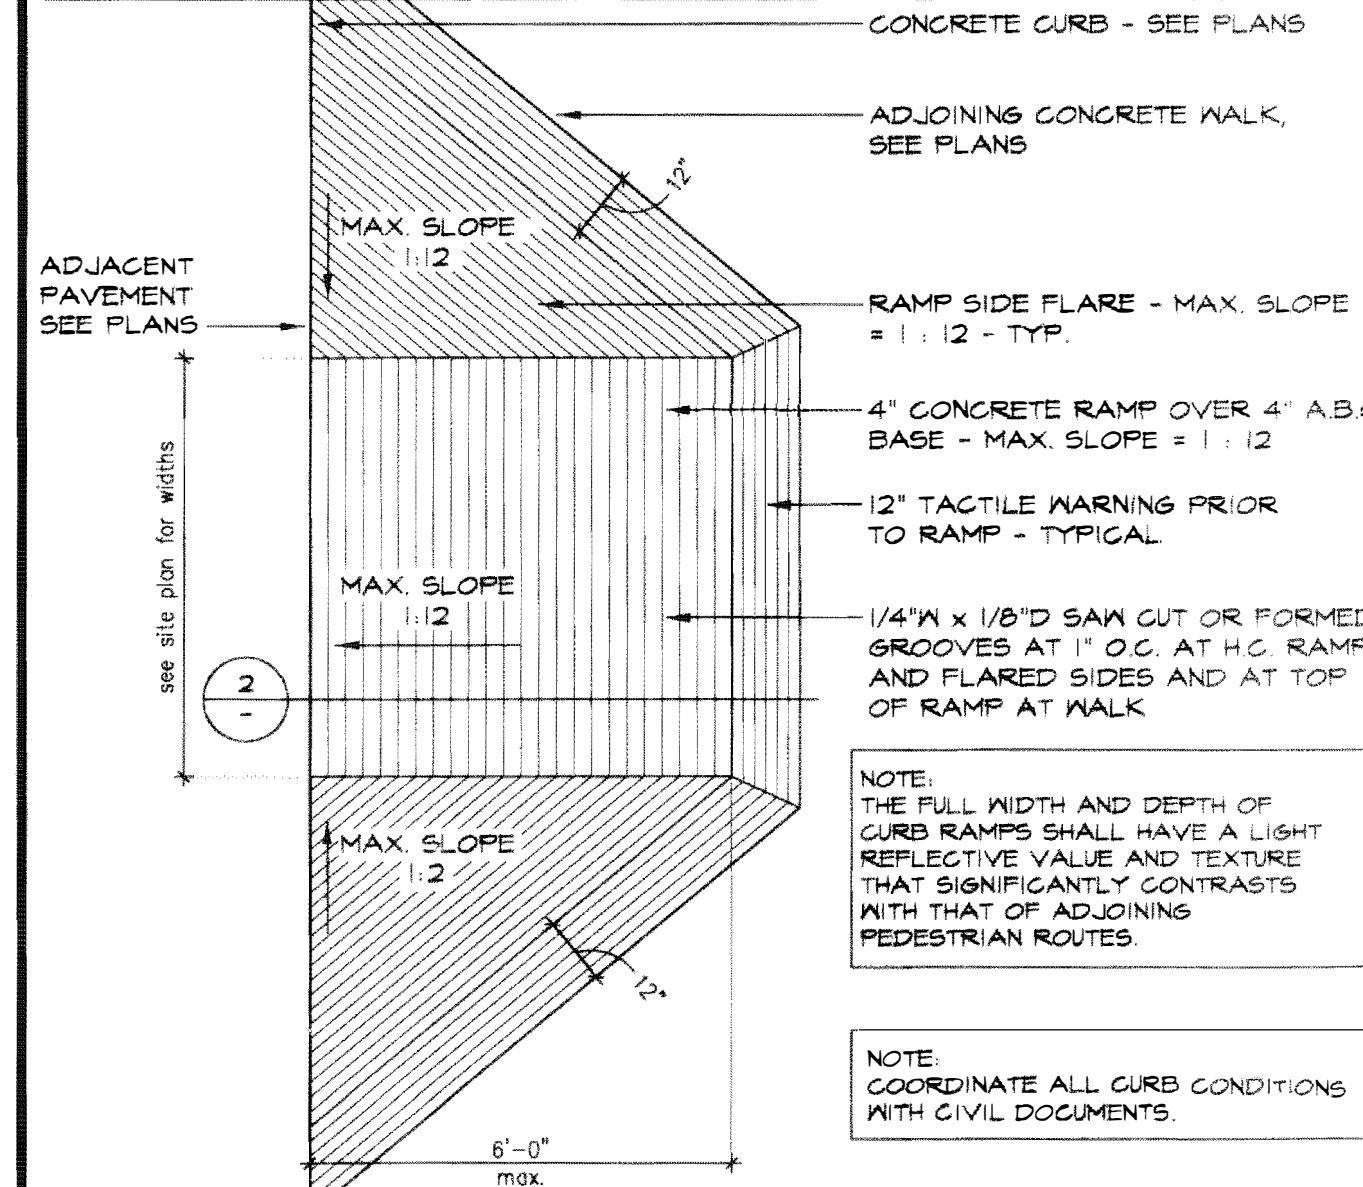 CONCRETE CURB - SEE PLANS
ADJOINING CONCRETE WALK,
SEE PLANS
12"
MAX. SLOPE
1:12
ADJACENT
PAVEMENT
SEE PLANS
RAMP SIDE FLARE - MAX. SLOPE
= 1 : 12 - TYP.
4" CONCRETE RAMP OVER 4" A.B.
BASE - MAX. SLOPE = 1 : 12
12" TACTILE WARNING PRIOR
TO RAMP - TYPICAL
see site plan for widths
MAX. SLOPE
1:12
1/4"W x 1/8"D SAW CUT OR FORMED
GROOVES AT 1" O.C. AT H.C. RAMP
AND FLARED SIDES AND AT TOP
OF RAMP AT WALK
2
-
NOTE:
THE FULL WIDTH AND DEPTH OF
CURB RAMPS SHALL HAVE A LIGHT
REFLECTIVE VALUE AND TEXTURE
THAT SIGNIFICANTLY CONTRASTS
WITH THAT OF ADJOINING
PEDESTRIAN ROUTES.
MAX. SLOPE
1:2
12"
NOTE:
COORDINATE ALL CURB CONDITIONS
WITH CIVIL DOCUMENTS.
6'-0"
max.